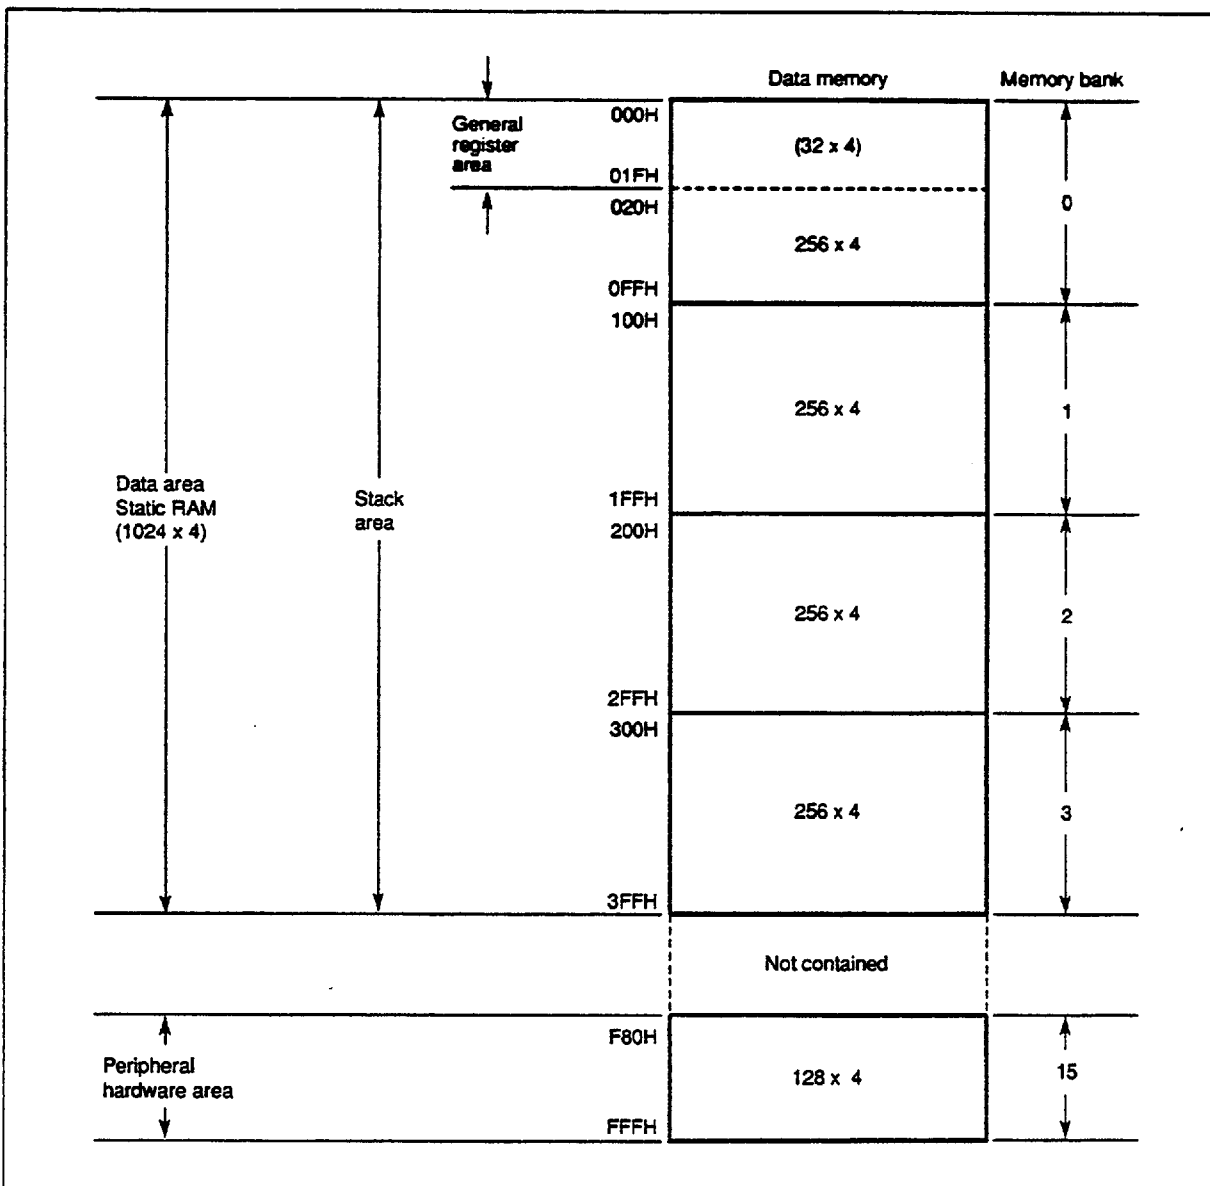 Data memory
Memory bank
General
register
area
000H
(32 x 4)
01FH
020H
0
256 x 4
0FFH
100H
256 x 4
1
Data area
Static RAM
(1024 x 4)
Stack
area
1FFH
200H
256 x 4
2
2FFH
300H
256 x 4
3
3FFH
Not contained
F80H
Peripheral
hardware area
128 x 4
15
FFFH